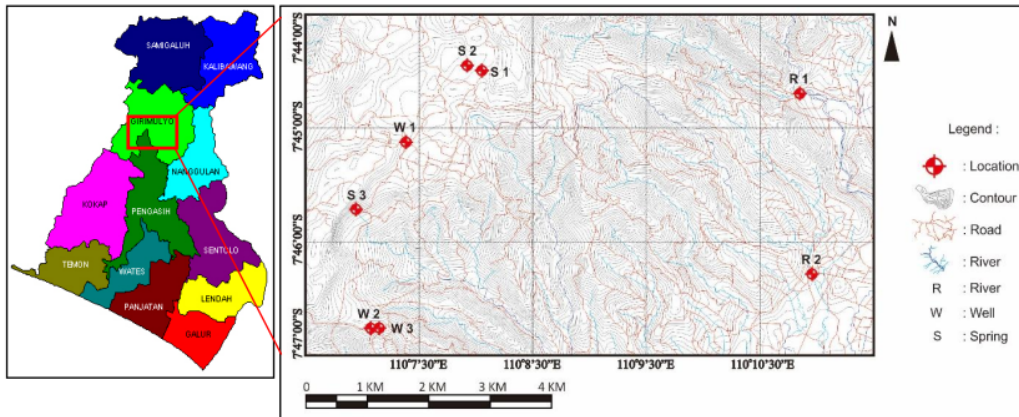 SAMIGALUH
KALIBAWANG
GIRIMULYO
NANGGULAN
KOKAP
PENGASIH
SENTOLO
TEMON
WATES
PANJATAN
LENDAH
GALUR
7°44'00"S
7°45'00"S
7°46'00"S
7°47'00"S
S 2
S 1
R 1
W 1
S 3
R 2
W 2
W 3
110°7'30"E
110°8'30"E
110°9'30"E
110°10'30"E
0 1 KM 2 KM 3 KM 4 KM
N
Legend :
: Location
: Contour
: Road
: River
R : River
W : Well
S : Spring